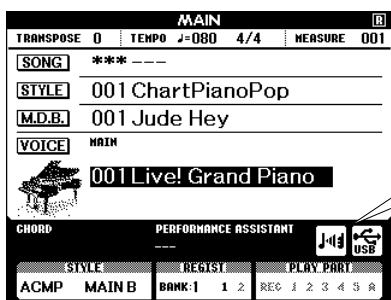 MAIN R
TRANSPOSE 0 TEMPO ♩=080 4/4 MEASURE 001
SONG *** ---
STYLE 001 ChartPianoPop
M.D.B. 001 Jude Hey
VOICE MAIN
001 Live! Grand Piano
CHORD PERFORMANCE ASSISTANT
---
USB
STYLE REGIST PLAY PART
ACMP MAIN B BANK:1 1 2 REC 1 2 3 4 5 A